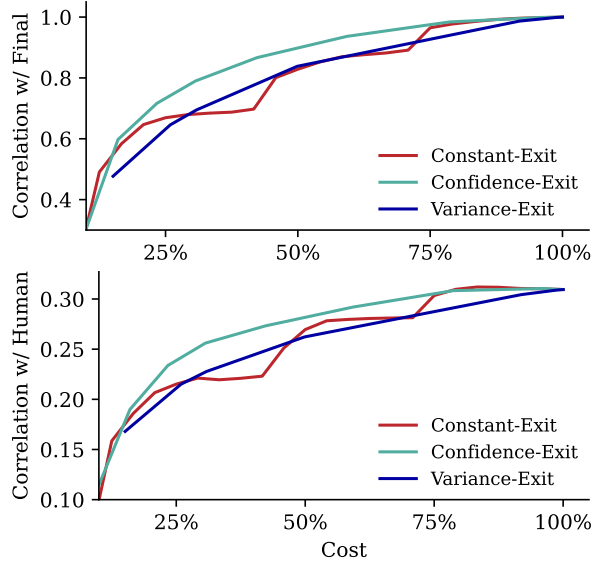 Correlation w/ Final
1.0
0.8
0.6
0.4
Constant-Exit
Confidence-Exit
Variance-Exit
25%
50%
75%
100%
Correlation w/ Human
0.30
0.25
0.20
0.15
0.10
Constant-Exit
Confidence-Exit
Variance-Exit
25%
50%
75%
100%
Cost